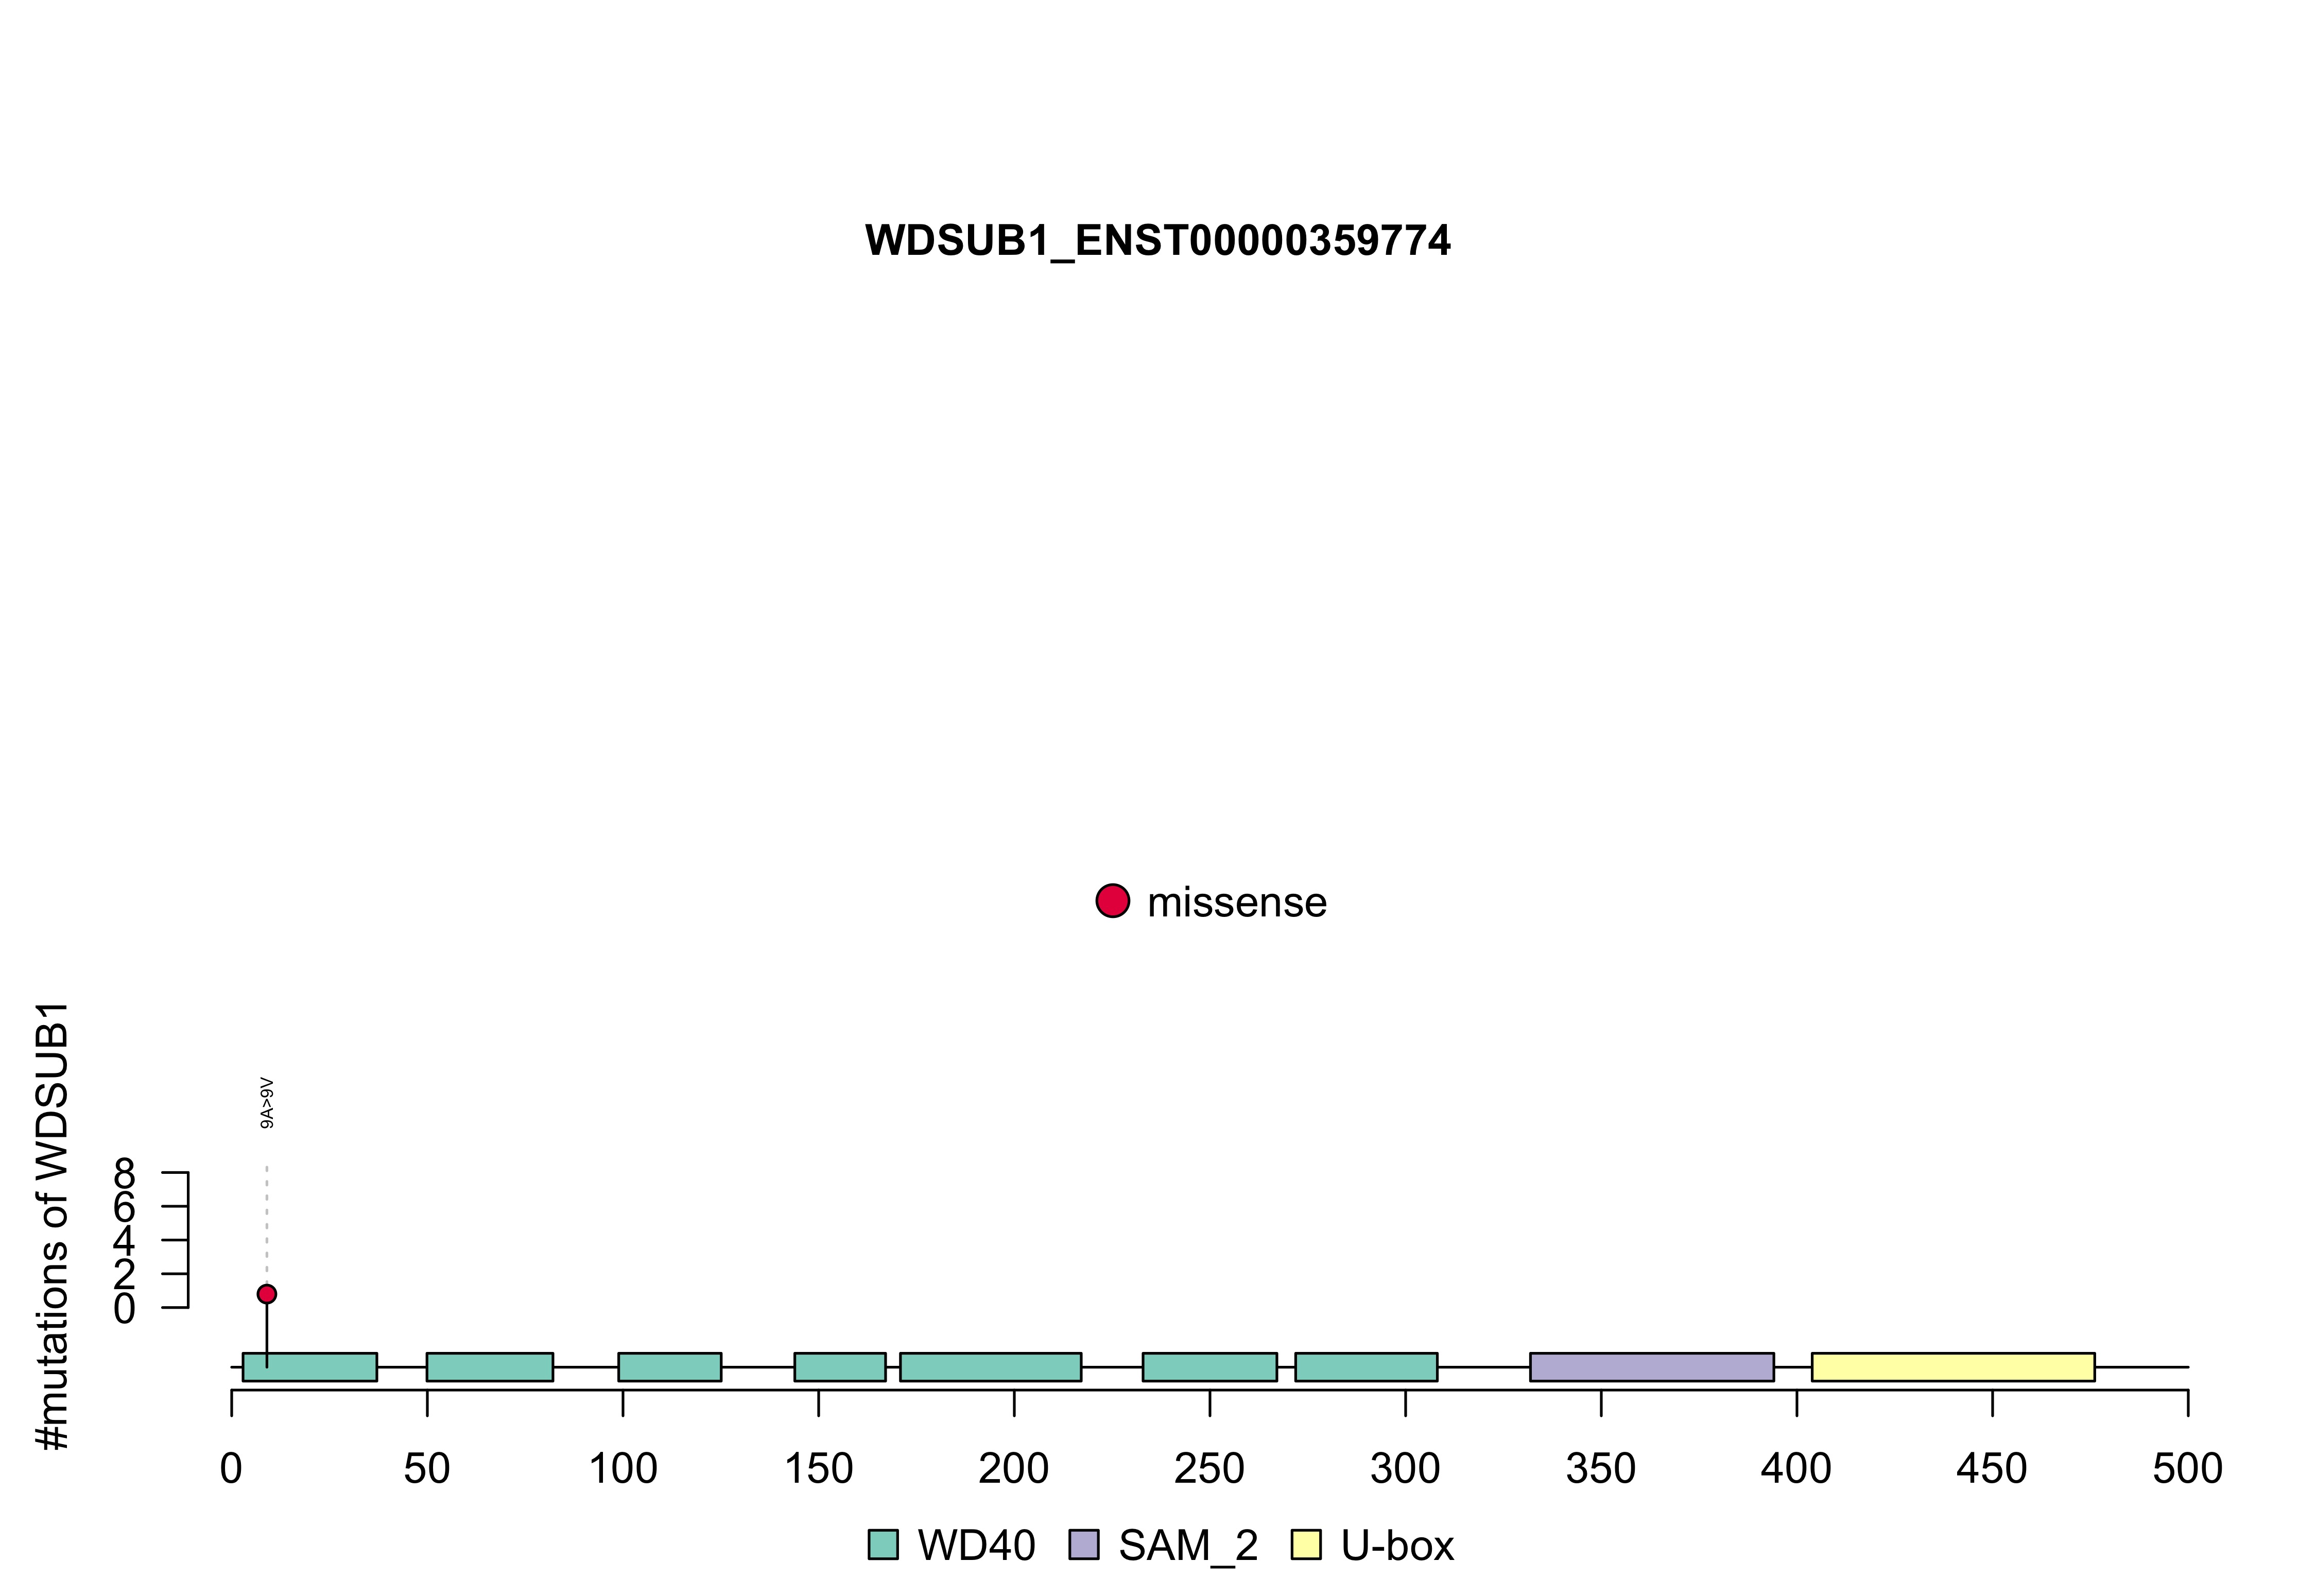 WDSUB1_ENST00000359774
missense
#mutations of WDSUB1
9A>9V
8
6
4
2
0
0 50 100 150 200 250 300 350 400 450 500
WD40 SAM_2 U-box